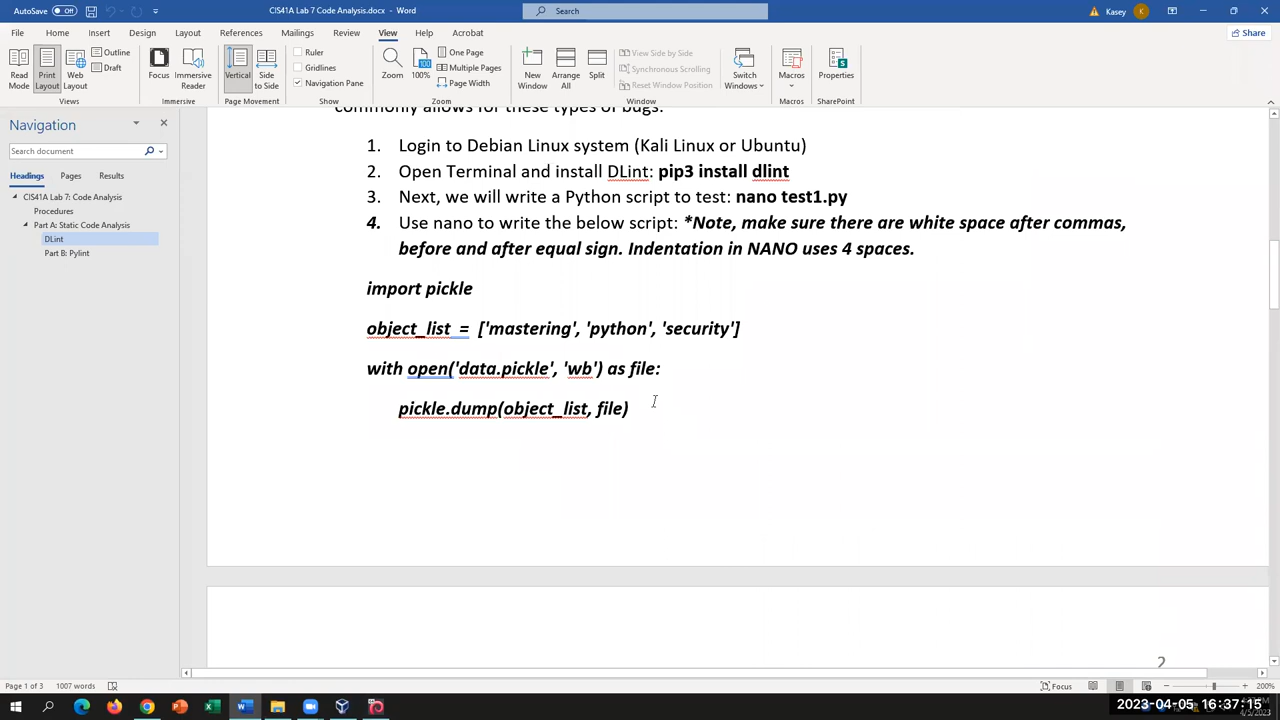 AutoSave Off
CIS41A Lab 7 Code Analysis.docx - Word
Search
Kasey
File Home Insert Draw Design Layout References Mailings Review View Help Acrobat
Share
Read Mode
Print Layout
Web Layout
Outline
Draft
Views
Focus
Immersive Reader
Immersive
Vertical
Side to Side
Page Movement
Ruler
Gridlines
Navigation Pane
Show
Zoom
100%
One Page
Multiple Pages
Page Width
Zoom
New Window
Arrange All
Split
View Side by Side
Synchronous Scrolling
Reset Window Position
Window
Switch Windows
Macros
Macros
Properties
SharePoint
Navigation
Search document
Headings Pages Results
CIS41A Lab 7: Code Analysis
Procedures
Part A: Static Code Analysis
DLint
Part B: Pylint
commonly allows for these types of bugs:
1. Login to Debian Linux system (Kali Linux or Ubuntu)
2. Open Terminal and install DLint: pip3 install dlint
3. Next, we will write a Python script to test: nano test1.py
4. Use nano to write the below script: *Note, make sure there are white space after commas,
before and after equal sign. Indentation in NANO uses 4 spaces.
import pickle
object_list = ['mastering', 'python', 'security']
with open('data.pickle', 'wb') as file:
pickle.dump(object_list, file)
2
Page 1 of 3 1007 words
Focus
200%
2023-04-05 16:37:15
4/5/2023